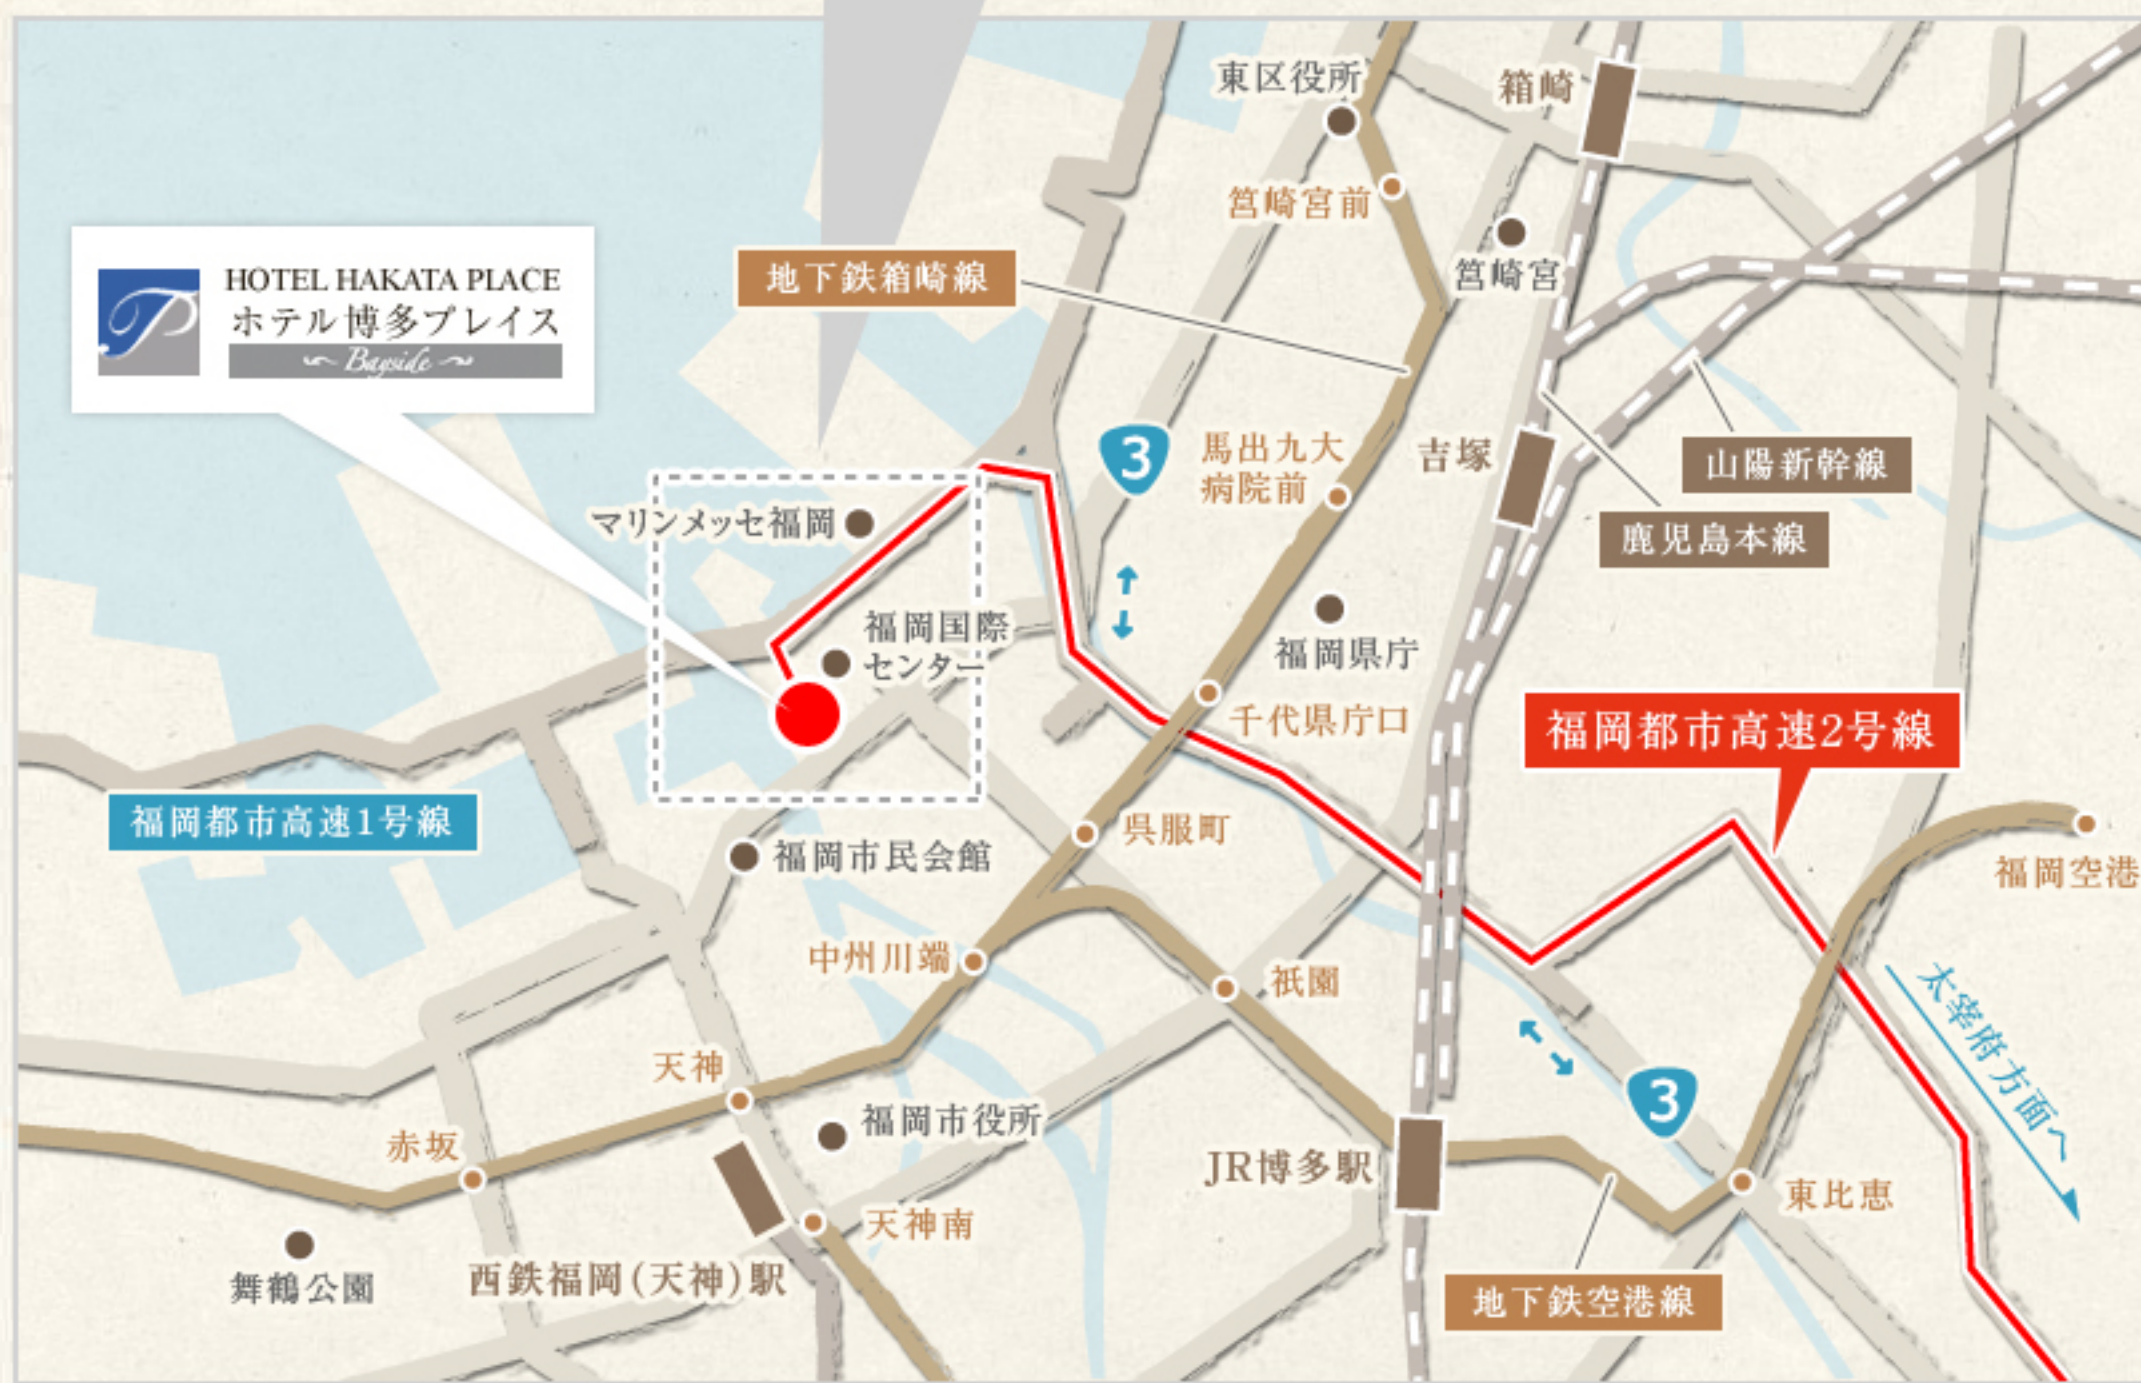 東区役所
箱崎
筥崎宮前
筥崎宮
HOTEL HAKATA PLACE
ホテル博多プレイス
Bayside
地下鉄箱崎線
3
馬出九大
病院前
吉塚
山陽新幹線
鹿児島本線
マリンメッセ福岡
福岡国際
センター
福岡県庁
千代県庁口
福岡都市高速2号線
福岡都市高速1号線
呉服町
福岡市民会館
福岡空港
中州川端
祇園
太宰府方面へ
天神
3
福岡市役所
赤坂
JR博多駅
東比恵
天神南
舞鶴公園
西鉄福岡(天神)駅
地下鉄空港線